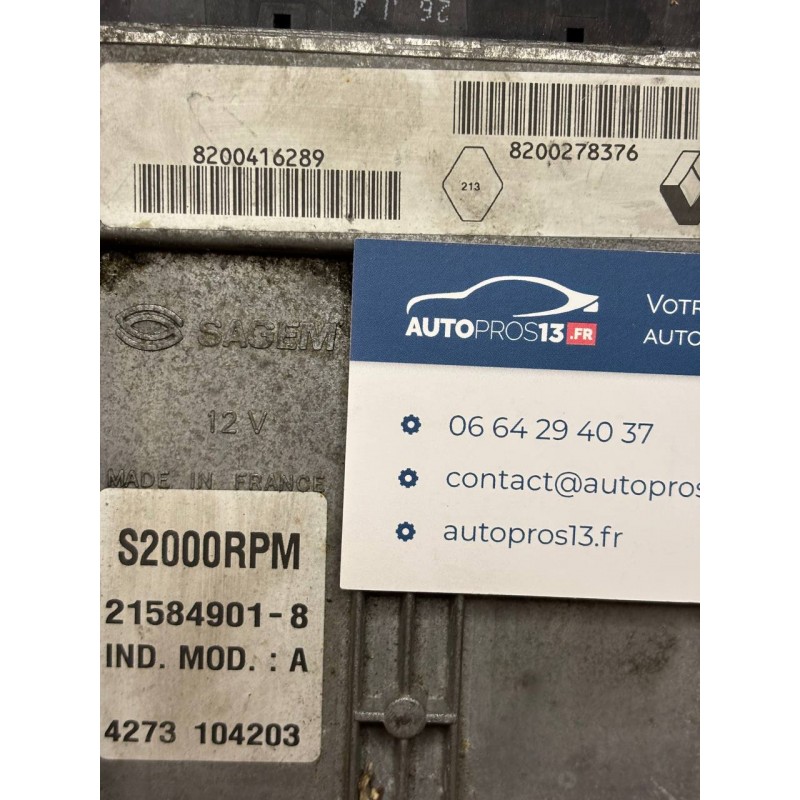 8200416289
8200278376
213
SAGEM
12 V
MADE IN FRANCE
AUTOPROS13.FR
VOTR
AUTO
06 64 29 40 37
contact@autopros
autopros13.fr
S2000RPM
21584901-8
IND. MOD. : A
4273 104203